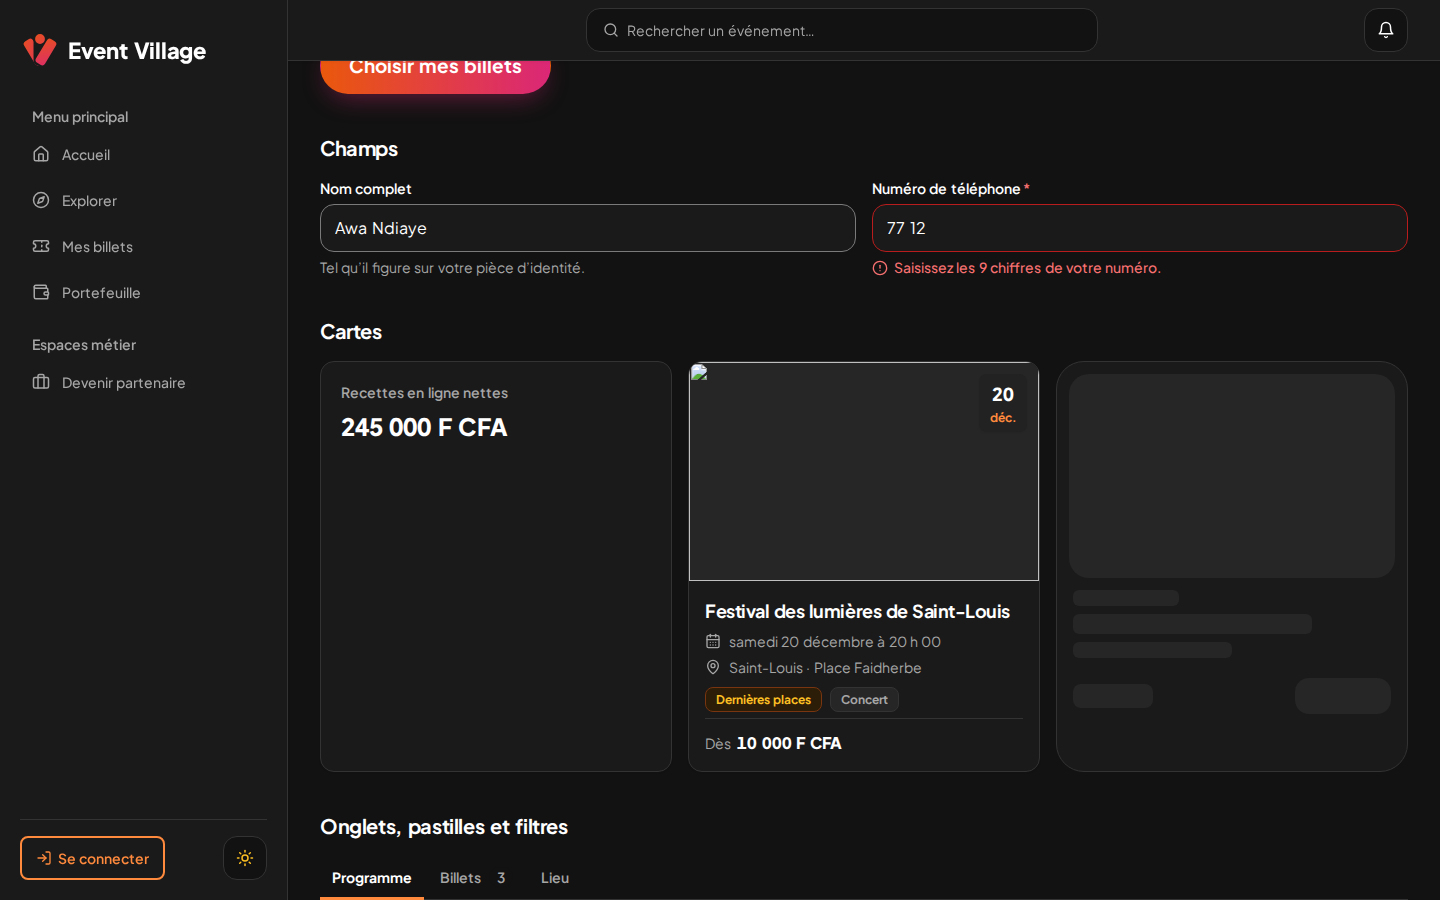 Event Village
Rechercher un événement...
Menu principal
Accueil
Explorer
Mes billets
Portefeuille
Espaces métier
Devenir partenaire
Se connecter
Choisir mes billets
Champs
Nom complet
Awa Ndiaye
Tel qu'il figure sur votre pièce d'identité.
Numéro de téléphone *
77 12
Saisissez les 9 chiffres de votre numéro.
Cartes
Recettes en ligne nettes
245 000 F CFA
20
déc.
Festival des lumières de Saint-Louis
samedi 20 décembre à 20 h 00
Saint-Louis · Place Faidherbe
Dernières places
Concert
Dès 10 000 F CFA
Onglets, pastilles et filtres
Programme
Billets 3
Lieu